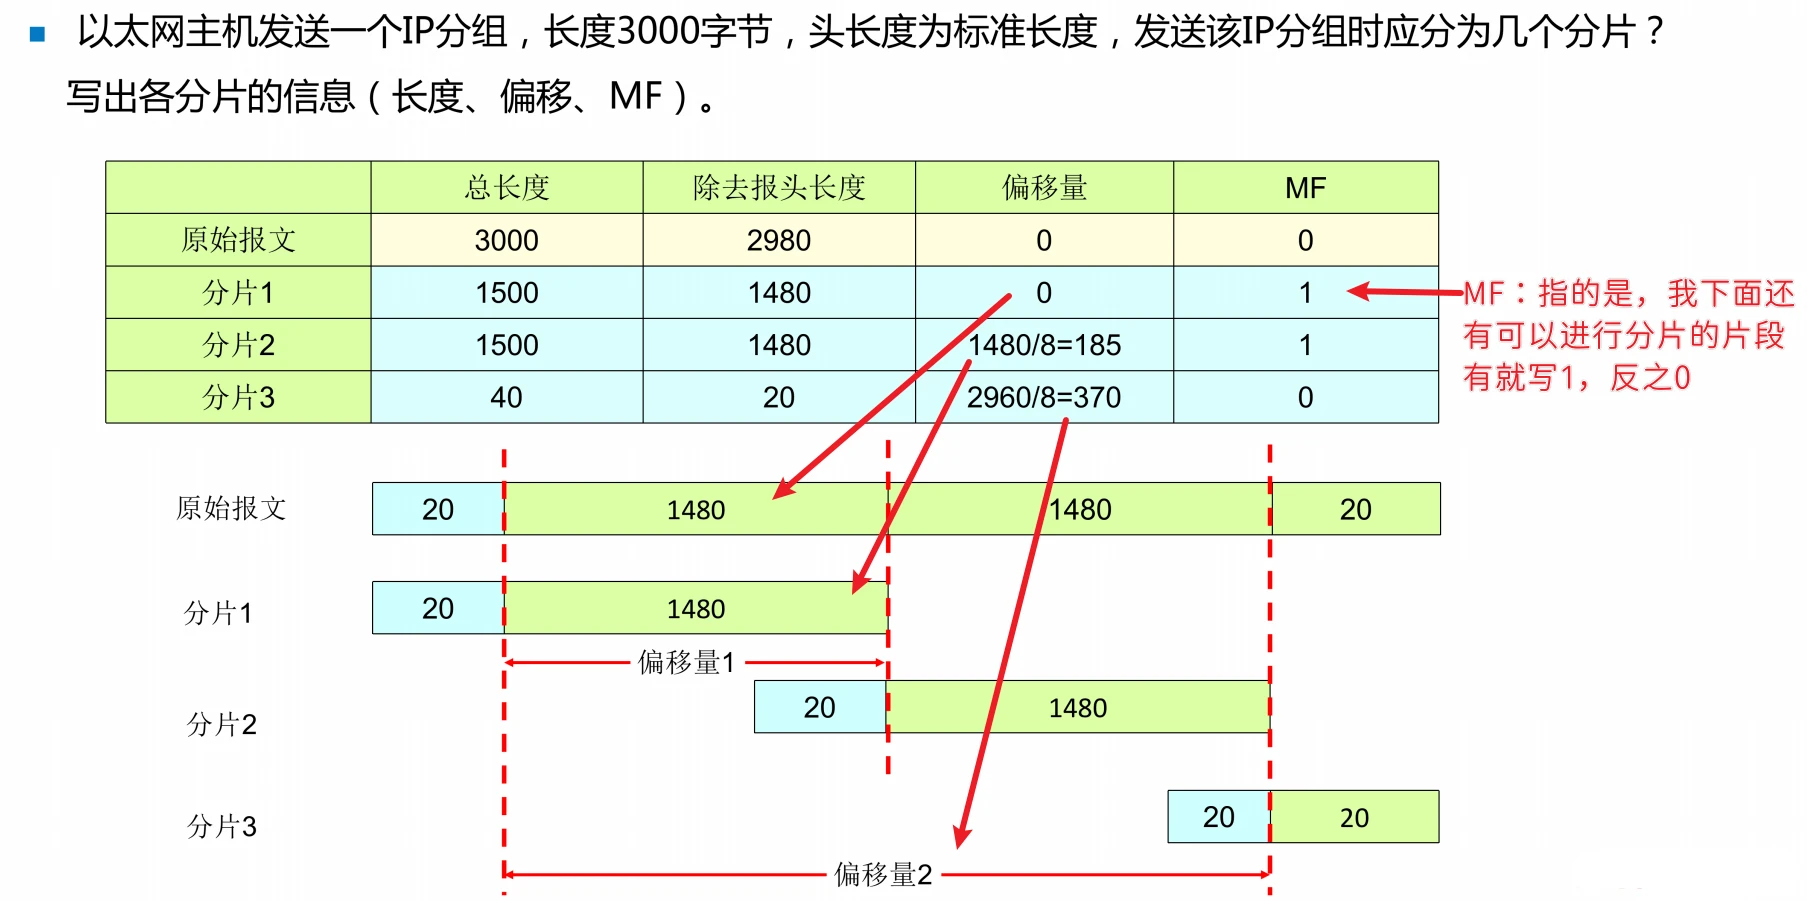 以太网主机发送一个IP分组，长度3000字节，头长度为标准长度，发送该IP分组时应分为几个分片？
写出各分片的信息（长度、偏移、MF）。
总长度 除去报头长度 偏移量 MF
原始报文 3000 2980 0 0
分片1 1500 1480 0 1
分片2 1500 1480 1480/8=185 1
分片3 40 20 2960/8=370 0
MF：指的是，我下面还
有可以进行分片的片段
有就写1，反之0
原始报文 20 1480 1480 20
分片1 20 1480
偏移量1
分片2 20 1480
分片3 20 20
偏移量2